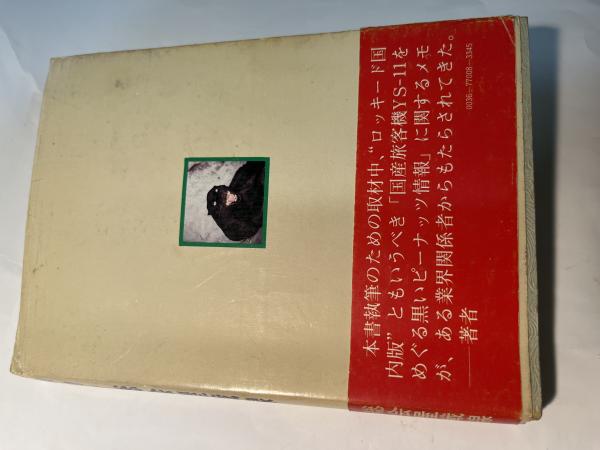 本書執筆のための取材中、“ロッキード国
内版”ともいうべき「国産旅客機YS-11を
めぐる黒いピーナッツ情報」に関するメモ
が、ある業界関係者からもたらされてきた。
──著者
0036-77008-3345